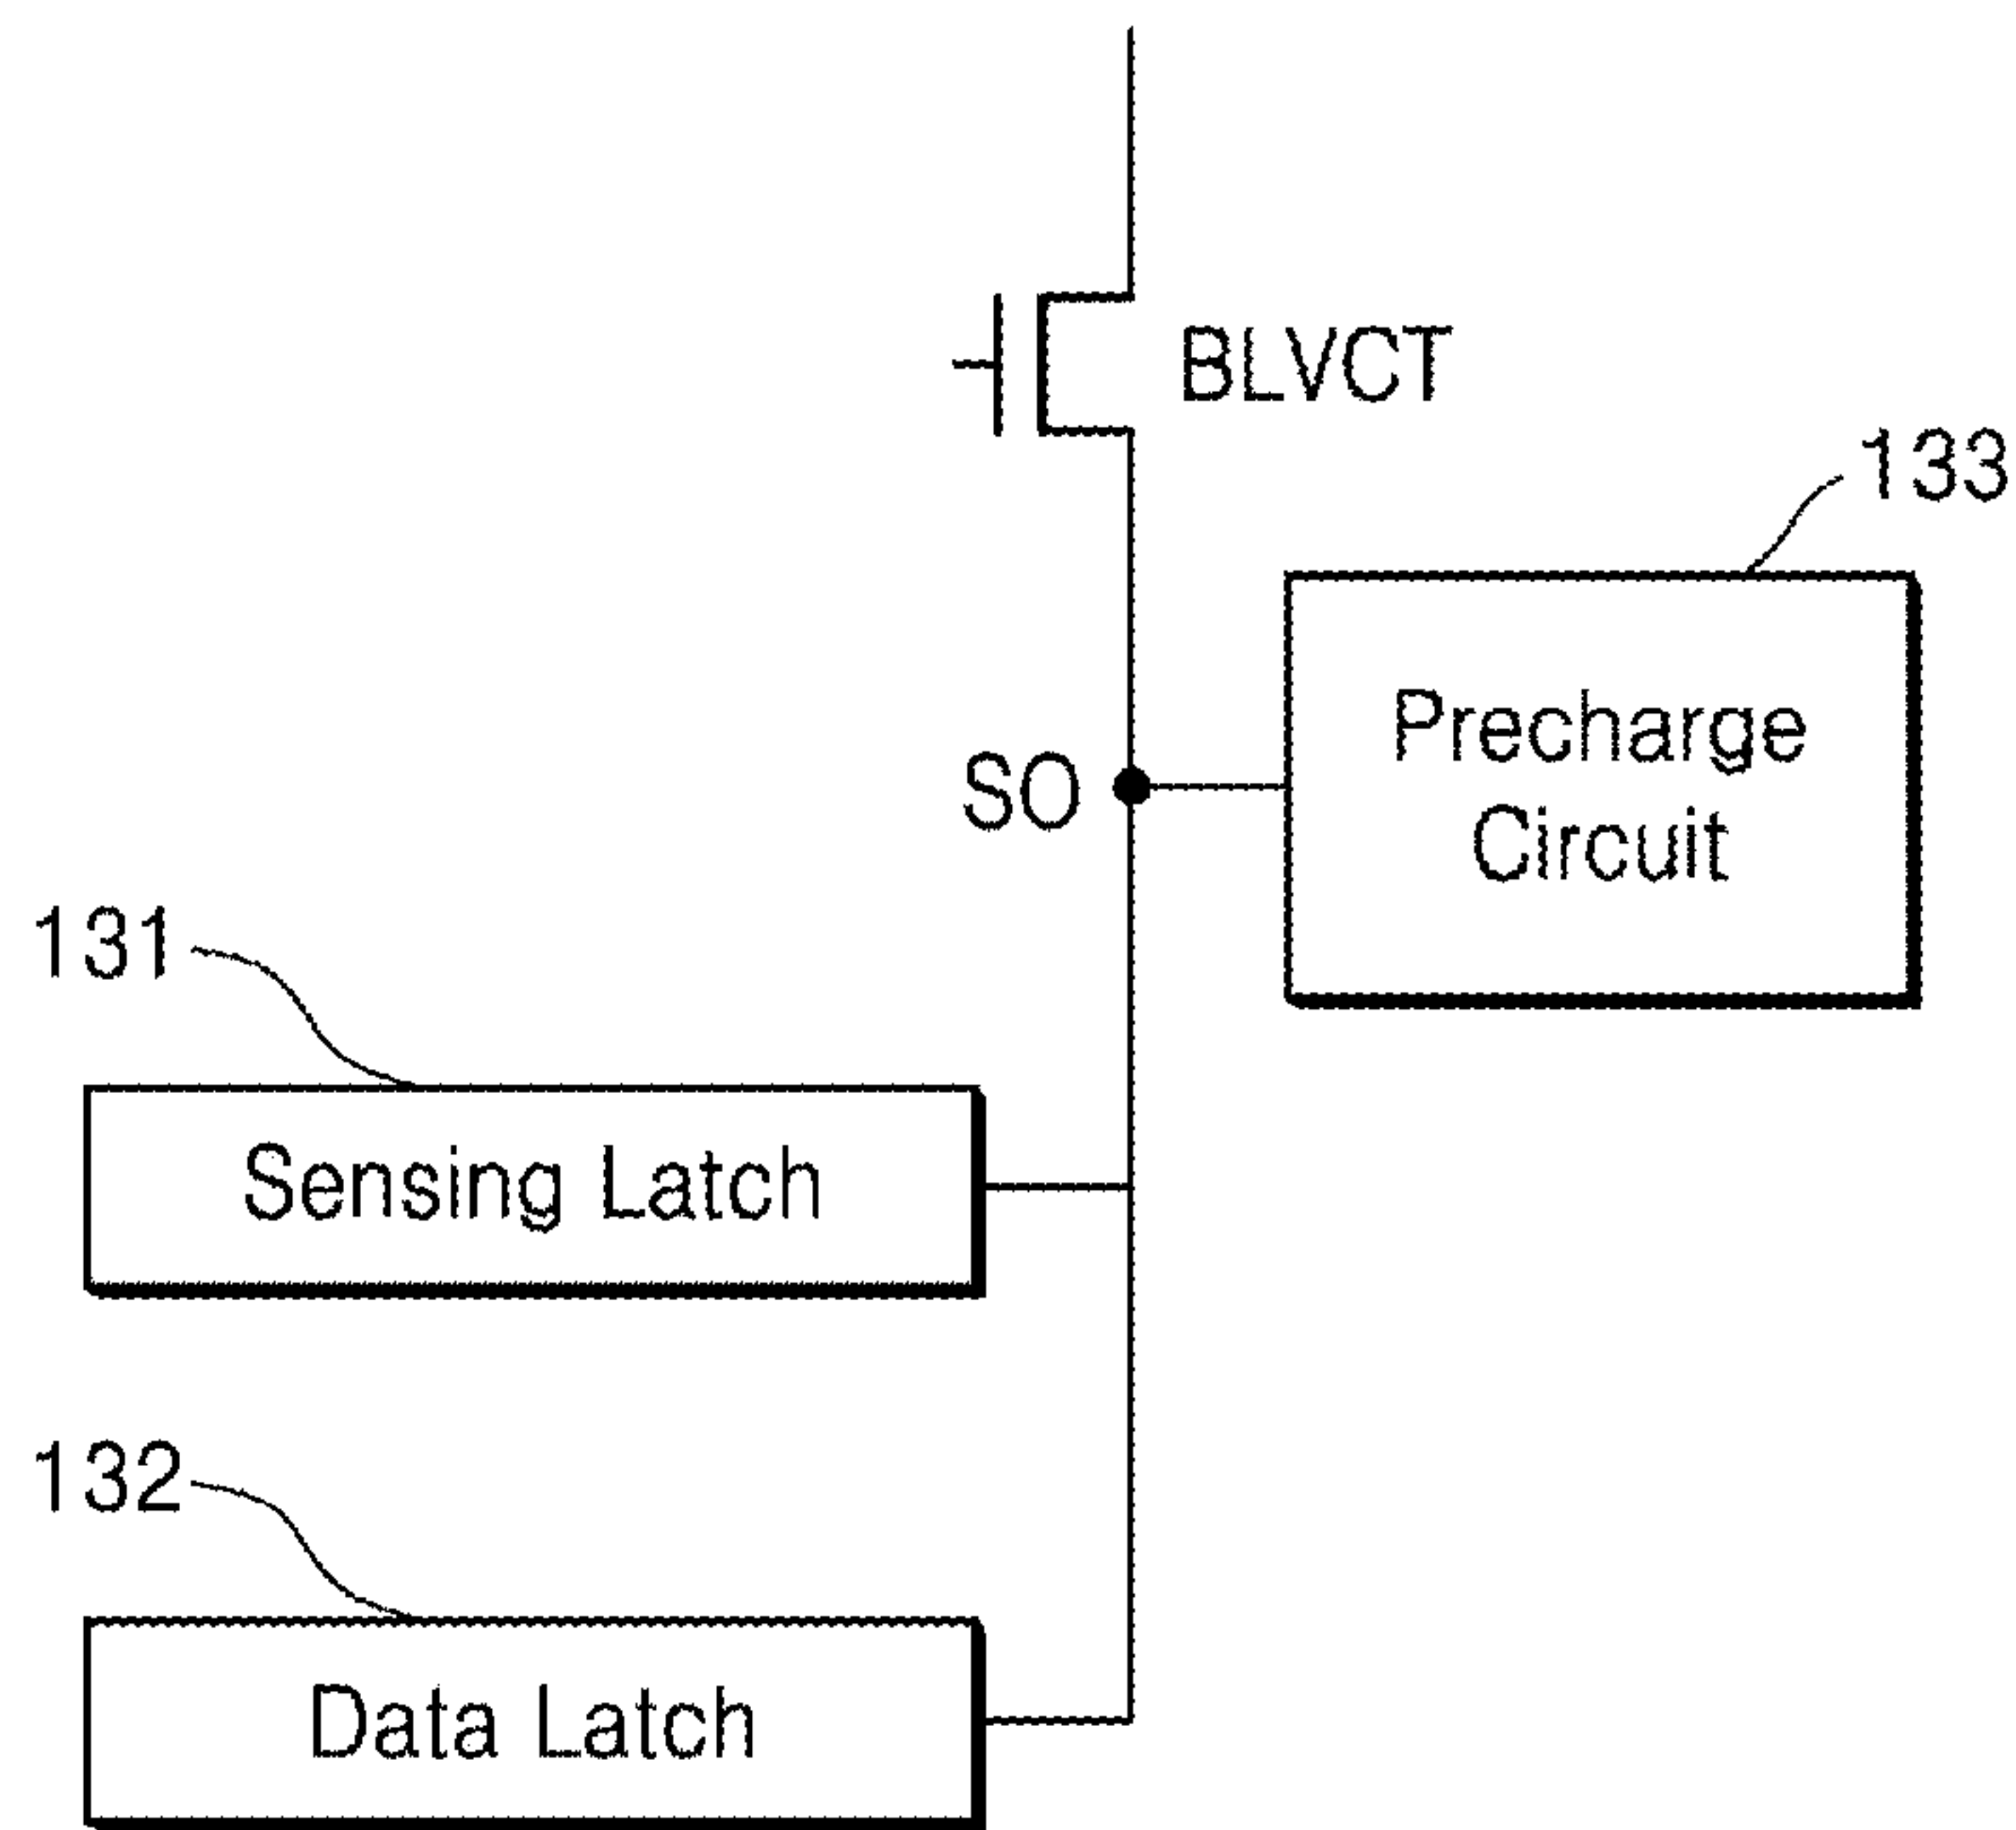 BLVCT
133
Precharge
Circuit
SO
131
Sensing Latch
132
Data Latch